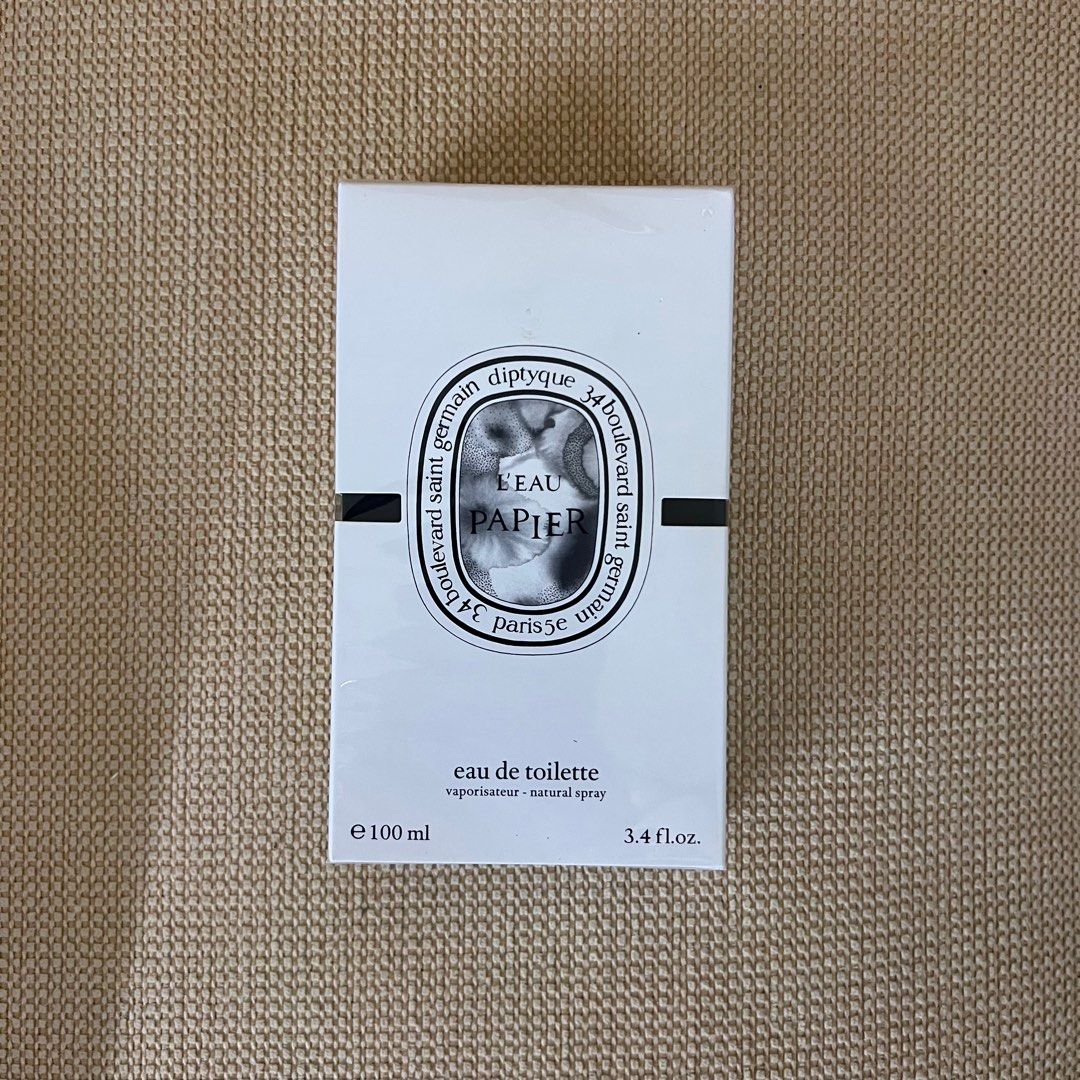 diptyque 34 boulevard saint germain paris 5e 34 boulevard saint germain
L'EAU
PAPIER
eau de toilette
vaporisateur - natural spray
e 100 ml
3.4 fl.oz.